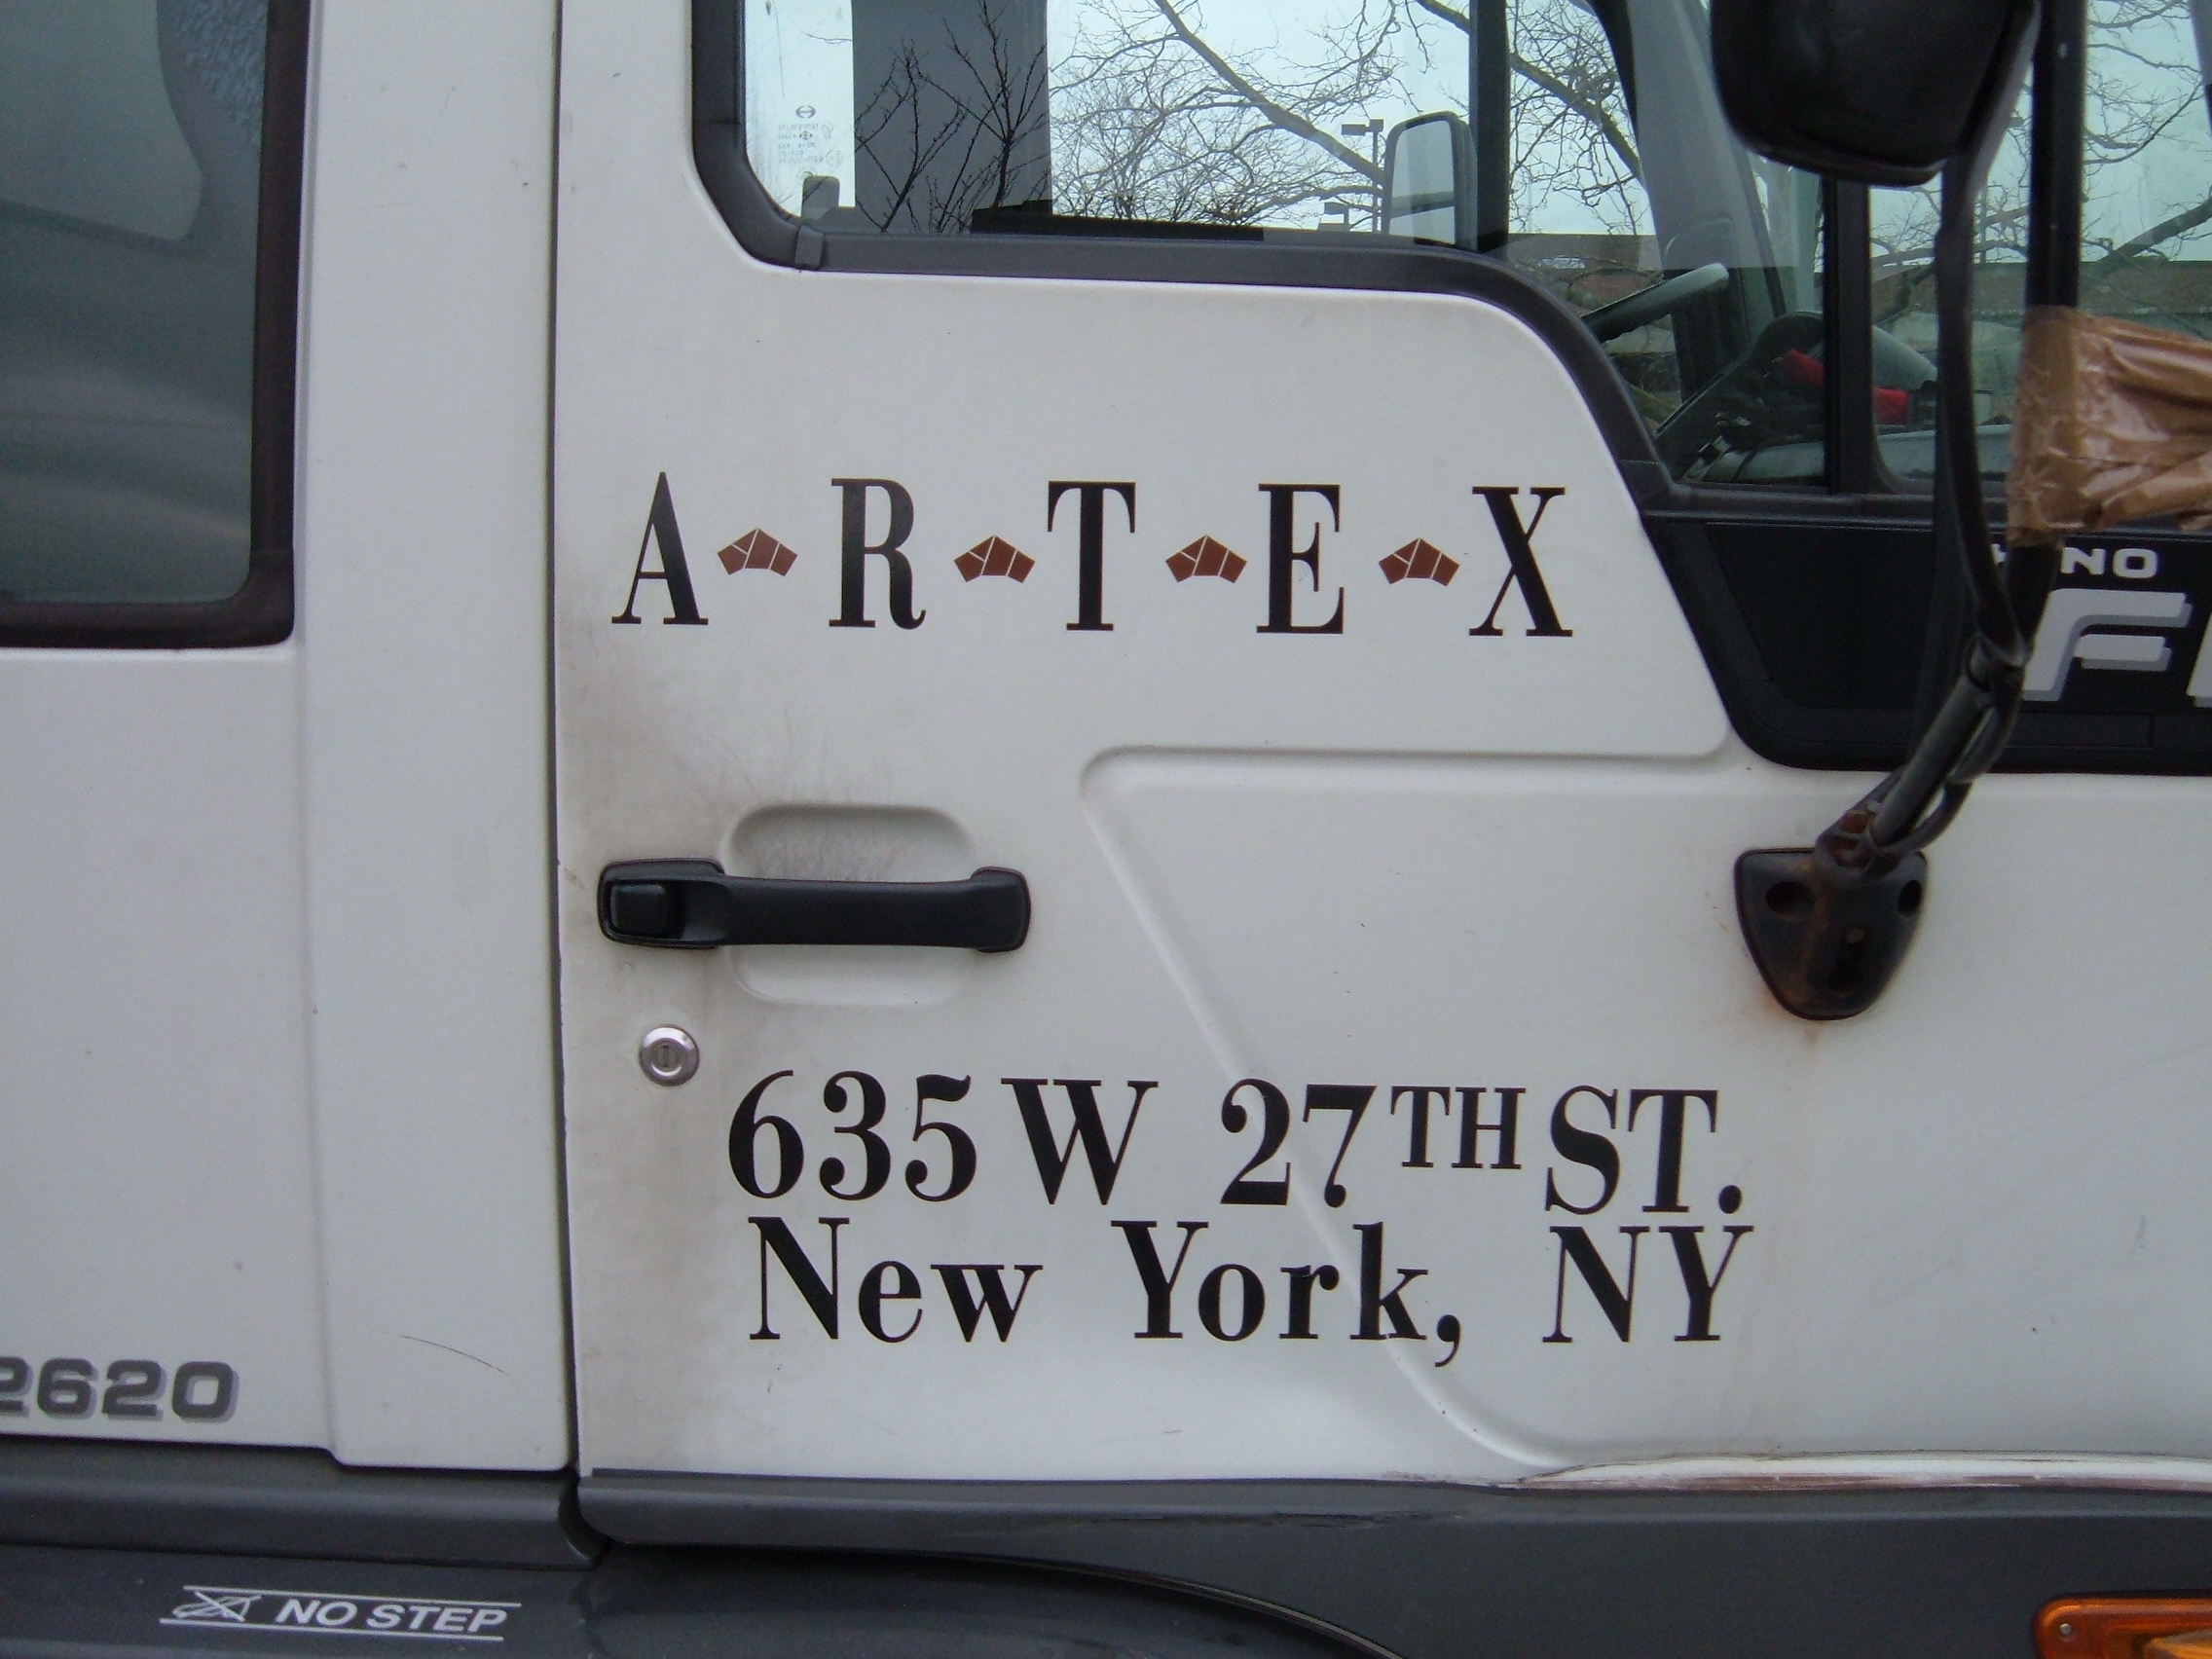 A R T E X
635 W 27TH ST.
New York, NY
2620
NO STEP